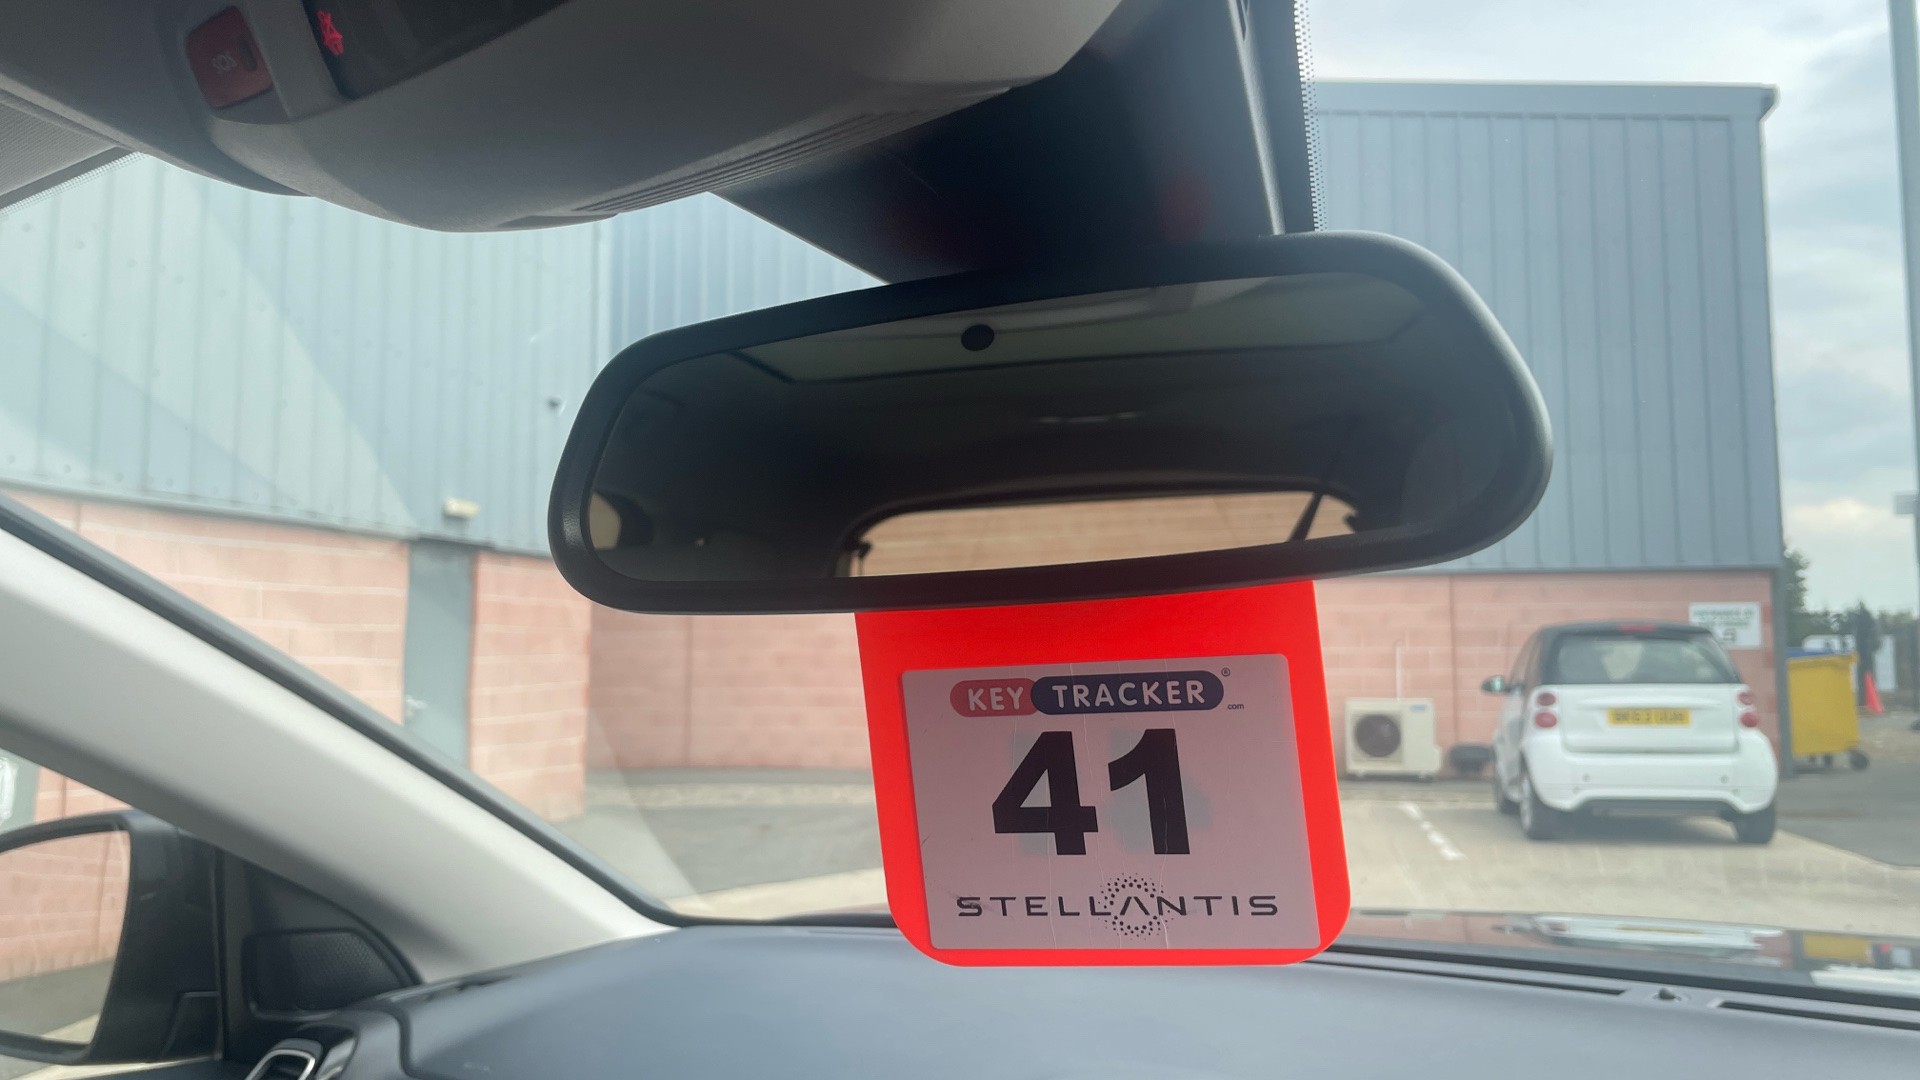 SOS
KEY TRACKER®
.com
41
STELLANTIS